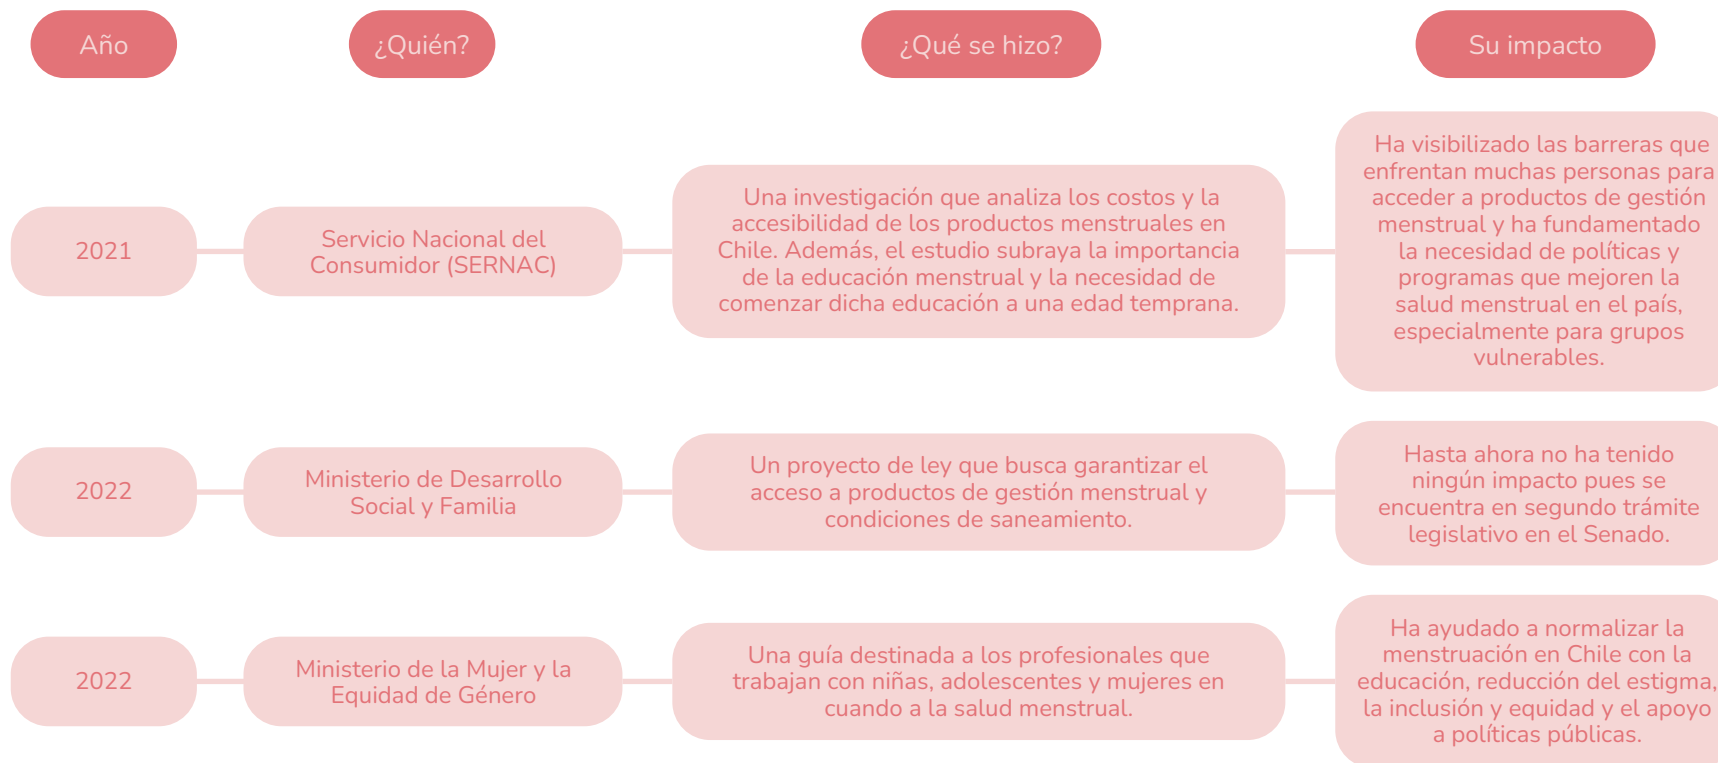 Año
¿Quién?
¿Qué se hizo?
Su impacto
2021
Servicio Nacional del
Consumidor (SERNAC)
Una investigación que analiza los costos y la
accesibilidad de los productos menstruales en
Chile. Además, el estudio subraya la importancia
de la educación menstrual y la necesidad de
comenzar dicha educación a una edad temprana.
Ha visibilizado las barreras que
enfrentan muchas personas para
acceder a productos de gestión
menstrual y ha fundamentado
la necesidad de políticas y
programas que mejoren la
salud menstrual en el país,
especialmente para grupos
vulnerables.
2022
Ministerio de Desarrollo
Social y Familia
Un proyecto de ley que busca garantizar el
acceso a productos de gestión menstrual y
condiciones de saneamiento.
Hasta ahora no ha tenido
ningún impacto pues se
encuentra en segundo trámite
legislativo en el Senado.
2022
Ministerio de la Mujer y la
Equidad de Género
Una guía destinada a los profesionales que
trabajan con niñas, adolescentes y mujeres en
cuando a la salud menstrual.
Ha ayudado a normalizar la
menstruación en Chile con la
educación, reducción del estigma,
la inclusión y equidad y el apoyo
a políticas públicas.